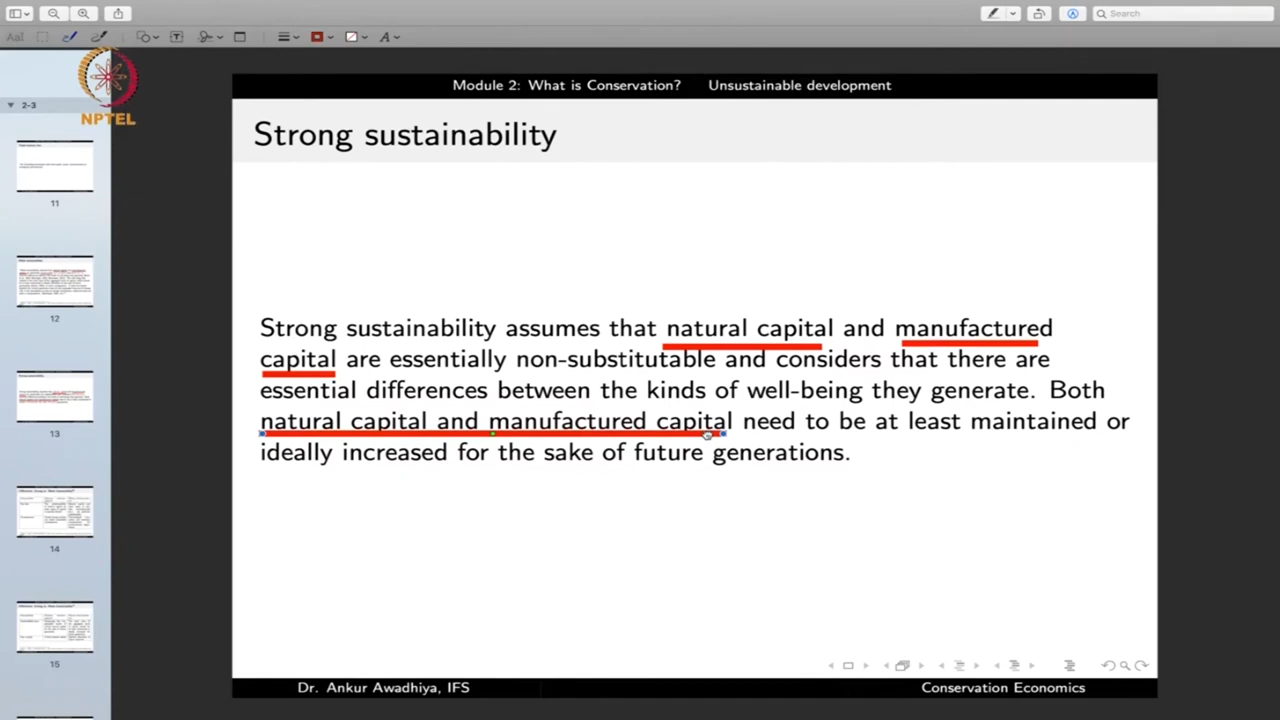 Search
NPTEL
2-3
Module 2: What is Conservation? Unsustainable development
Strong sustainability
Strong sustainability assumes that natural capital and manufactured
capital are essentially non-substitutable and considers that there are
essential differences between the kinds of well-being they generate. Both
natural capital and manufactured capital need to be at least maintained or
ideally increased for the sake of future generations.
11
12
13
14
15
Dr. Ankur Awadhiya, IFS Conservation Economics